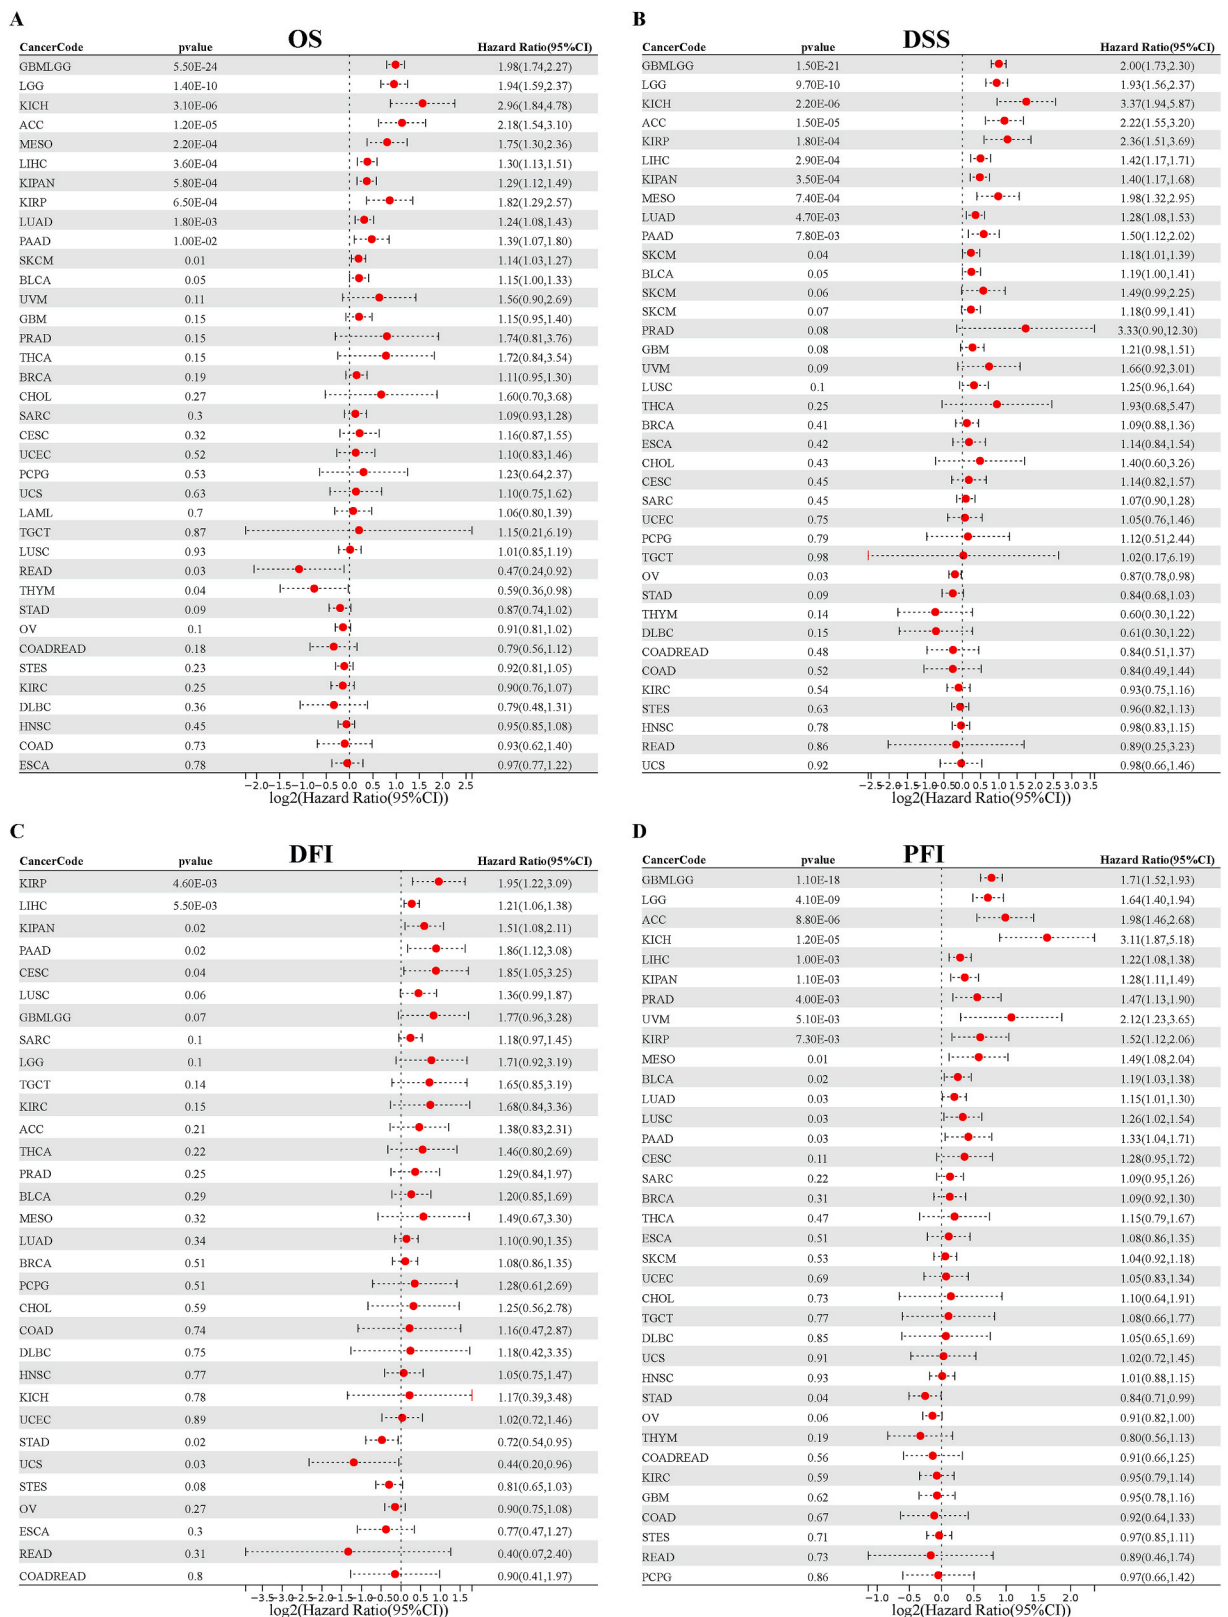 A
OS
CancerCode pvalue Hazard Ratio(95%CI)
GBMLGG 5.50E-24 1.98(1.74,2.27)
LGG 1.40E-10 1.94(1.59,2.37)
KICH 3.10E-06 2.96(1.84,4.78)
ACC 1.20E-05 2.18(1.54,3.10)
MESO 2.20E-04 1.75(1.30,2.36)
LIHC 3.60E-04 1.30(1.13,1.51)
KIPAN 5.80E-04 1.29(1.12,1.49)
KIRP 6.50E-04 1.82(1.29,2.57)
LUAD 1.80E-03 1.24(1.08,1.43)
PAAD 1.00E-02 1.39(1.07,1.80)
SKCM 0.01 1.14(1.03,1.27)
BLCA 0.05 1.15(1.00,1.33)
UVM 0.11 1.56(0.90,2.69)
GBM 0.15 1.15(0.95,1.40)
PRAD 0.15 1.74(0.81,3.76)
THCA 0.15 1.72(0.84,3.54)
BRCA 0.19 1.11(0.95,1.30)
CHOL 0.27 1.60(0.70,3.68)
SARC 0.3 1.09(0.93,1.28)
CESC 0.32 1.16(0.87,1.55)
UCEC 0.52 1.10(0.83,1.46)
PCPG 0.53 1.23(0.64,2.37)
UCS 0.63 1.10(0.75,1.62)
LAML 0.7 1.06(0.80,1.39)
TGCT 0.87 1.15(0.21,6.19)
LUSC 0.93 1.01(0.85,1.19)
READ 0.03 0.47(0.24,0.92)
THYM 0.04 0.59(0.36,0.98)
STAD 0.09 0.87(0.74,1.02)
OV 0.1 0.91(0.81,1.02)
COADREAD 0.18 0.79(0.56,1.12)
STES 0.23 0.92(0.81,1.05)
KIRC 0.25 0.90(0.76,1.07)
DLBC 0.36 0.79(0.48,1.31)
HNSC 0.45 0.95(0.85,1.08)
COAD 0.73 0.93(0.62,1.40)
ESCA 0.78 0.97(0.77,1.22)
−2.0−1.5−1.0−0.5 0.0 0.5 1.0 1.5 2.0 2.5
log2(Hazard Ratio(95%CI))
B
DSS
CancerCode pvalue Hazard Ratio(95%CI)
GBMLGG 1.50E-21 2.00(1.73,2.30)
LGG 9.70E-10 1.93(1.56,2.37)
KICH 2.20E-06 3.37(1.94,5.87)
ACC 1.50E-05 2.22(1.55,3.20)
KIRP 1.80E-04 2.36(1.51,3.69)
LIHC 2.90E-04 1.42(1.17,1.71)
KIPAN 3.50E-04 1.40(1.17,1.68)
MESO 7.40E-04 1.98(1.32,2.95)
LUAD 4.70E-03 1.28(1.08,1.53)
PAAD 7.80E-03 1.50(1.12,2.02)
SKCM 0.04 1.18(1.01,1.39)
BLCA 0.05 1.19(1.00,1.41)
SKCM 0.06 1.49(0.99,2.25)
SKCM 0.07 1.18(0.99,1.41)
PRAD 0.08 3.33(0.90,12.30)
GBM 0.08 1.21(0.98,1.51)
UVM 0.09 1.66(0.92,3.01)
LUSC 0.1 1.25(0.96,1.64)
THCA 0.25 1.93(0.68,5.47)
BRCA 0.41 1.09(0.88,1.36)
ESCA 0.42 1.14(0.84,1.54)
CHOL 0.43 1.40(0.60,3.26)
CESC 0.45 1.14(0.82,1.57)
SARC 0.45 1.07(0.90,1.28)
UCEC 0.75 1.05(0.76,1.46)
PCPG 0.79 1.12(0.51,2.44)
TGCT 0.98 1.02(0.17,6.19)
OV 0.03 0.87(0.78,0.98)
STAD 0.09 0.84(0.68,1.03)
THYM 0.14 0.60(0.30,1.22)
DLBC 0.15 0.61(0.30,1.22)
COADREAD 0.48 0.84(0.51,1.37)
COAD 0.52 0.84(0.49,1.44)
KIRC 0.54 0.93(0.75,1.16)
STES 0.63 0.96(0.82,1.13)
HNSC 0.78 0.98(0.83,1.15)
READ 0.86 0.89(0.25,3.23)
UCS 0.92 0.98(0.66,1.46)
−2.5−2.0−1.5−1.0−0.5 0.0 0.5 1.0 1.5 2.0 2.5 3.0 3.5
log2(Hazard Ratio(95%CI))
C
DFI
CancerCode pvalue Hazard Ratio(95%CI)
KIRP 4.60E-03 1.95(1.22,3.09)
LIHC 5.50E-03 1.21(1.06,1.38)
KIPAN 0.02 1.51(1.08,2.11)
PAAD 0.02 1.86(1.12,3.08)
CESC 0.04 1.85(1.05,3.25)
LUSC 0.06 1.36(0.99,1.87)
GBMLGG 0.07 1.77(0.96,3.28)
SARC 0.1 1.18(0.97,1.45)
LGG 0.1 1.71(0.92,3.19)
TGCT 0.14 1.65(0.85,3.19)
KIRC 0.15 1.68(0.84,3.36)
ACC 0.21 1.38(0.83,2.31)
THCA 0.22 1.46(0.80,2.69)
PRAD 0.25 1.29(0.84,1.97)
BLCA 0.29 1.20(0.85,1.69)
MESO 0.32 1.49(0.67,3.30)
LUAD 0.34 1.10(0.90,1.35)
BRCA 0.51 1.08(0.86,1.35)
PCPG 0.51 1.28(0.61,2.69)
CHOL 0.59 1.25(0.56,2.78)
COAD 0.74 1.16(0.47,2.87)
DLBC 0.75 1.18(0.42,3.35)
HNSC 0.77 1.05(0.75,1.47)
KICH 0.78 1.17(0.39,3.48)
UCEC 0.89 1.02(0.72,1.46)
STAD 0.02 0.72(0.54,0.95)
UCS 0.03 0.44(0.20,0.96)
STES 0.08 0.81(0.65,1.03)
OV 0.27 0.90(0.75,1.08)
ESCA 0.3 0.77(0.47,1.27)
READ 0.31 0.40(0.07,2.40)
COADREAD 0.8 0.90(0.41,1.97)
−3.5−3.0−2.5−2.0−1.5−1.0−0.5 0.0 0.5 1.0 1.5
log2(Hazard Ratio(95%CI))
D
PFI
CancerCode pvalue Hazard Ratio(95%CI)
GBMLGG 1.10E-18 1.71(1.52,1.93)
LGG 4.10E-09 1.64(1.40,1.94)
ACC 8.80E-06 1.98(1.46,2.68)
KICH 1.20E-05 3.11(1.87,5.18)
LIHC 1.00E-03 1.22(1.08,1.38)
KIPAN 1.10E-03 1.28(1.11,1.49)
PRAD 4.00E-03 1.47(1.13,1.90)
UVM 5.10E-03 2.12(1.23,3.65)
KIRP 7.30E-03 1.52(1.12,2.06)
MESO 0.01 1.49(1.08,2.04)
BLCA 0.02 1.19(1.03,1.38)
LUAD 0.03 1.15(1.01,1.30)
LUSC 0.03 1.26(1.02,1.54)
PAAD 0.03 1.33(1.04,1.71)
CESC 0.11 1.28(0.95,1.72)
SARC 0.22 1.09(0.95,1.26)
BRCA 0.31 1.09(0.92,1.30)
THCA 0.47 1.15(0.79,1.67)
ESCA 0.51 1.08(0.86,1.35)
SKCM 0.53 1.04(0.92,1.18)
UCEC 0.69 1.05(0.83,1.34)
CHOL 0.73 1.10(0.64,1.91)
TGCT 0.77 1.08(0.66,1.77)
DLBC 0.85 1.05(0.65,1.69)
UCS 0.91 1.02(0.72,1.45)
HNSC 0.93 1.01(0.88,1.15)
STAD 0.04 0.84(0.71,0.99)
OV 0.06 0.91(0.82,1.00)
THYM 0.19 0.80(0.56,1.13)
COADREAD 0.56 0.91(0.66,1.25)
KIRC 0.59 0.95(0.79,1.14)
GBM 0.62 0.95(0.78,1.16)
COAD 0.67 0.92(0.64,1.33)
STES 0.71 0.97(0.85,1.11)
READ 0.73 0.89(0.46,1.74)
PCPG 0.86 0.97(0.66,1.42)
−1.0 −0.5 0.0 0.5 1.0 1.5 2.0
log2(Hazard Ratio(95%CI))